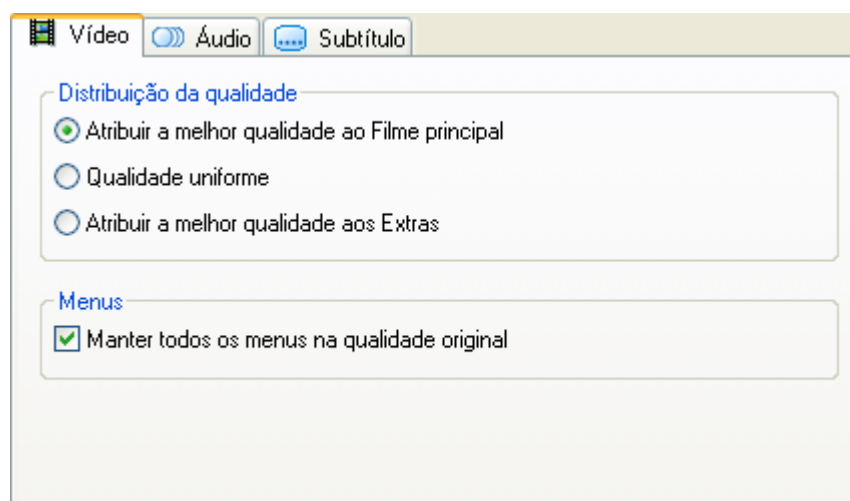 Vídeo Áudio Subtítulo
Distribuição da qualidade
Atribuir a melhor qualidade ao Filme principal
Qualidade uniforme
Atribuir a melhor qualidade aos Extras
Menus
Manter todos os menus na qualidade original